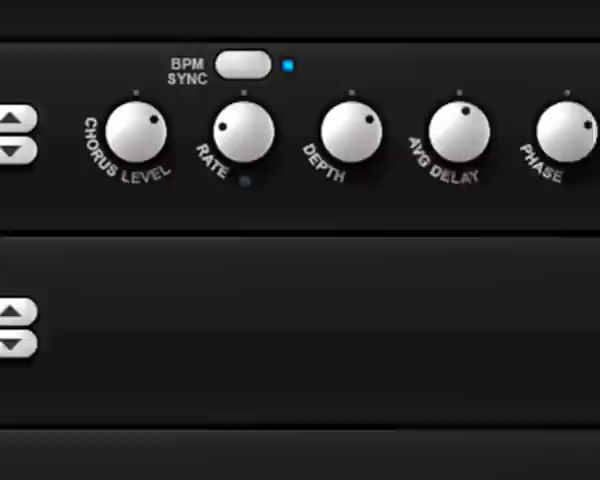 BPM
SYNC
CHORUS LEVEL
RATE
DEPTH
AVG DELAY
PHASE